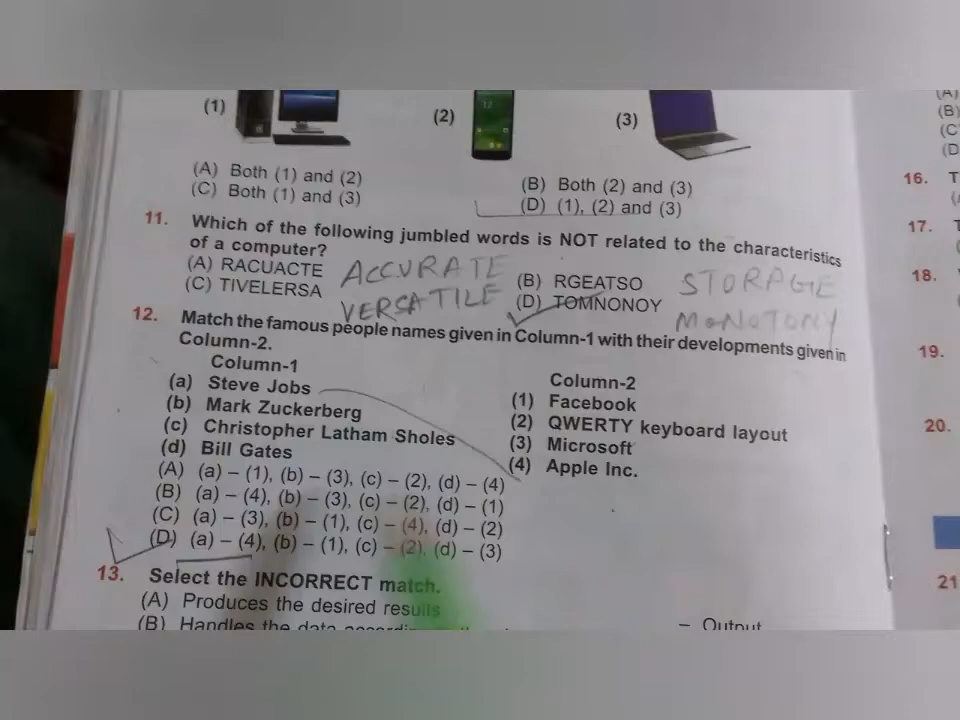 (1) (2) (3)
(A) Both (1) and (2) (B) Both (2) and (3)
(C) Both (1) and (3) (D) (1), (2) and (3)
11. Which of the following jumbled words is NOT related to the characteristics
of a computer?
(A) RACUACTE ACCURATE (B) RGEATSO STORAGE
(C) TIVELERSA VERSATILE (D) TOMNONOY MONOTONY
12. Match the famous people names given in Column-1 with their developments given in
Column-2.
Column-1 Column-2
(a) Steve Jobs (1) Facebook
(b) Mark Zuckerberg (2) QWERTY keyboard layout
(c) Christopher Latham Sholes (3) Microsoft
(d) Bill Gates (4) Apple Inc.
(A) (a) – (1), (b) – (3), (c) – (2), (d) – (4)
(B) (a) – (4), (b) – (3), (c) – (2), (d) – (1)
(C) (a) – (3), (b) – (1), (c) – (4), (d) – (2)
(D) (a) – (4), (b) – (1), (c) – (2), (d) – (3)
13. Select the INCORRECT match.
(A) Produces the desired results
(B) Handles the data – Output
(A)
(B)
(C
(D
16. T
17.
18.
19.
20.
21